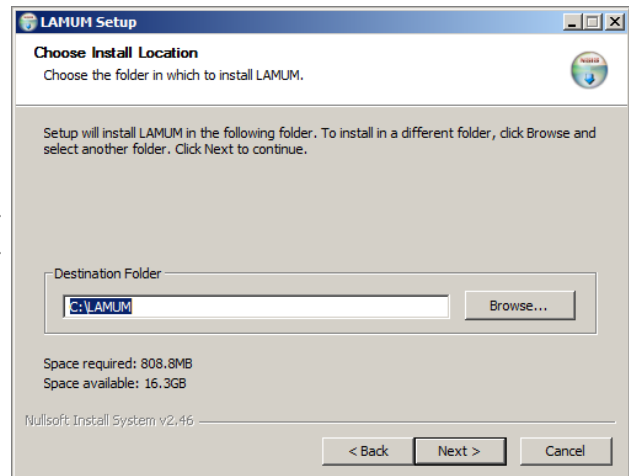 LAMUM Setup
Choose Install Location
Choose the folder in which to install LAMUM.
Setup will install LAMUM in the following folder. To install in a different folder, click Browse and
select another folder. Click Next to continue.
Destination Folder
C:\LAMUM
Browse...
Space required: 808.8MB
Space available: 16.3GB
Nullsoft Install System v2.46
< Back
Next >
Cancel